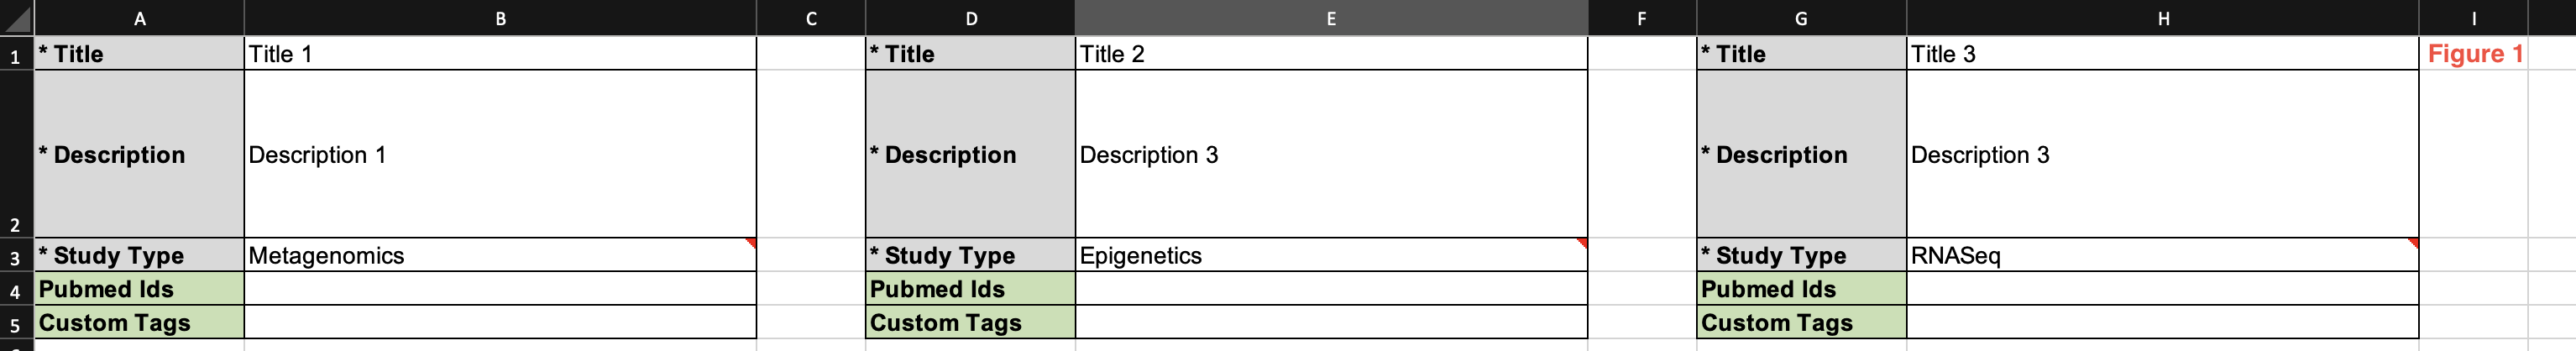 A B C D E F G H I
1 * Title Title 1 * Title Title 2 * Title Title 3 Figure 1
2 * Description Description 1 * Description Description 3 * Description Description 3
3 * Study Type Metagenomics * Study Type Epigenetics * Study Type RNASeq
4 Pubmed Ids Pubmed Ids Pubmed Ids
5 Custom Tags Custom Tags Custom Tags